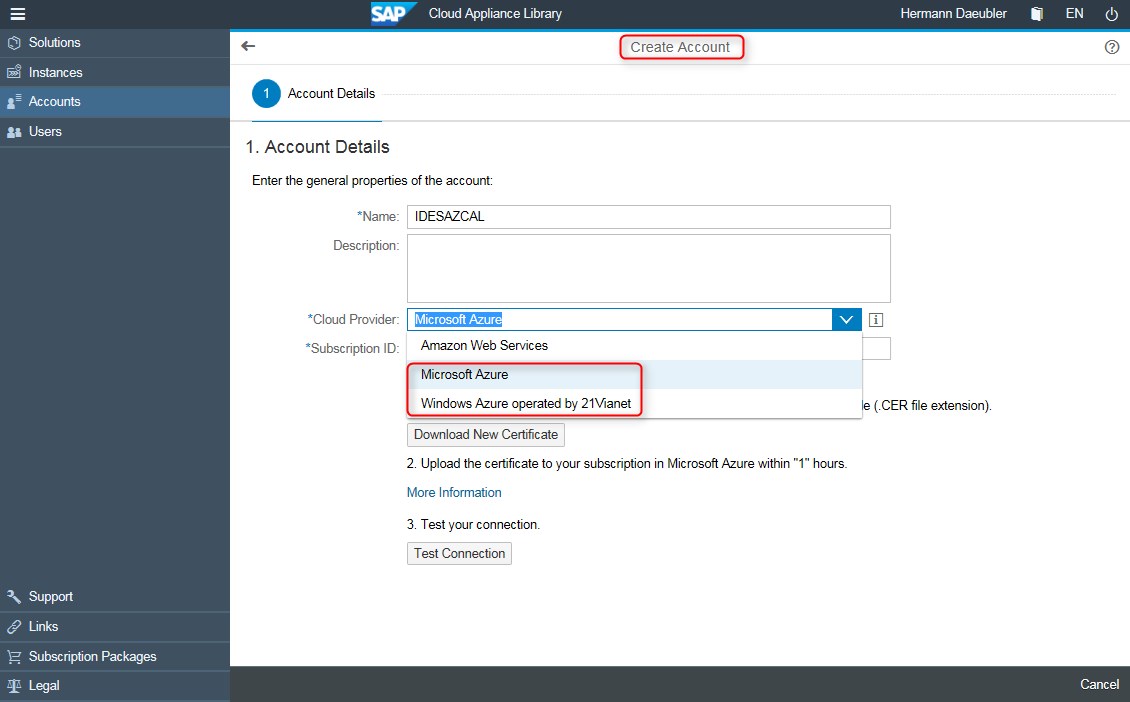 SAP Cloud Appliance Library Hermann Daeubler EN
Solutions
Instances
Accounts
Users
Support
Links
Subscription Packages
Legal
Create Account
1 Account Details
1. Account Details
Enter the general properties of the account:
*Name: IDESAZCAL
Description:
*Cloud Provider: Microsoft Azure
*Subscription ID:
Amazon Web Services
Microsoft Azure
Windows Azure operated by 21Vianet
(.CER file extension).
Download New Certificate
2. Upload the certificate to your subscription in Microsoft Azure within "1" hours.
More Information
3. Test your connection.
Test Connection
Cancel